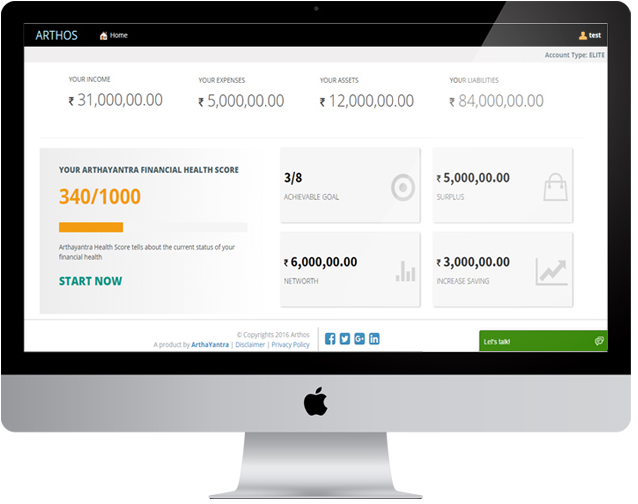 ARTHOS
Home
test
Account Type: ELITE
YOUR INCOME
₹ 31,000,00.00
YOUR EXPENSES
₹ 5,000,00.00
YOUR ASSETS
₹ 12,000,00.00
YOUR LIABILITIES
₹ 84,000,00.00
YOUR ARTHAYANTRA FINANCIAL HEALTH SCORE
340/1000
Arthayantra Health Score tells about the current status of your
financial health
START NOW
3/8
ACHIEVABLE GOAL
₹ 5,000,00.00
SURPLUS
₹ 6,000,00.00
NETWORTH
₹ 3,000,00.00
INCREASE SAVING
© Copyrights 2016 Arthos
A product by ArthaYantra | Disclaimer | Privacy Policy
Let's talk!